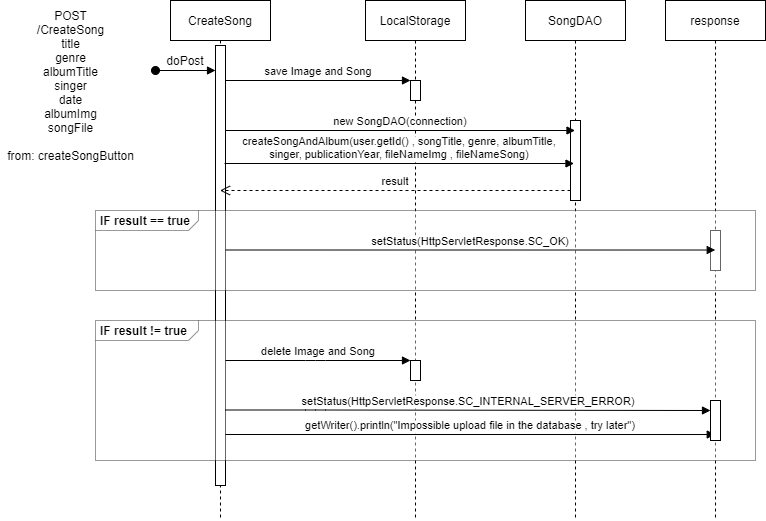 POST
/CreateSong
title
genre
albumTitle
singer
date
albumImg
songFile
from: createSongButton
CreateSong
LocalStorage
SongDAO
response
doPost
save Image and Song
new SongDAO(connection)
createSongAndAlbum(user.getId() , songTitle, genre, albumTitle,
singer, publicationYear, fileNameImg , fileNameSong)
result
IF result == true
setStatus(HttpServletResponse.SC_OK)
IF result != true
delete Image and Song
setStatus(HttpServletResponse.SC_INTERNAL_SERVER_ERROR)
getWriter().println("Impossible upload file in the database , try later")